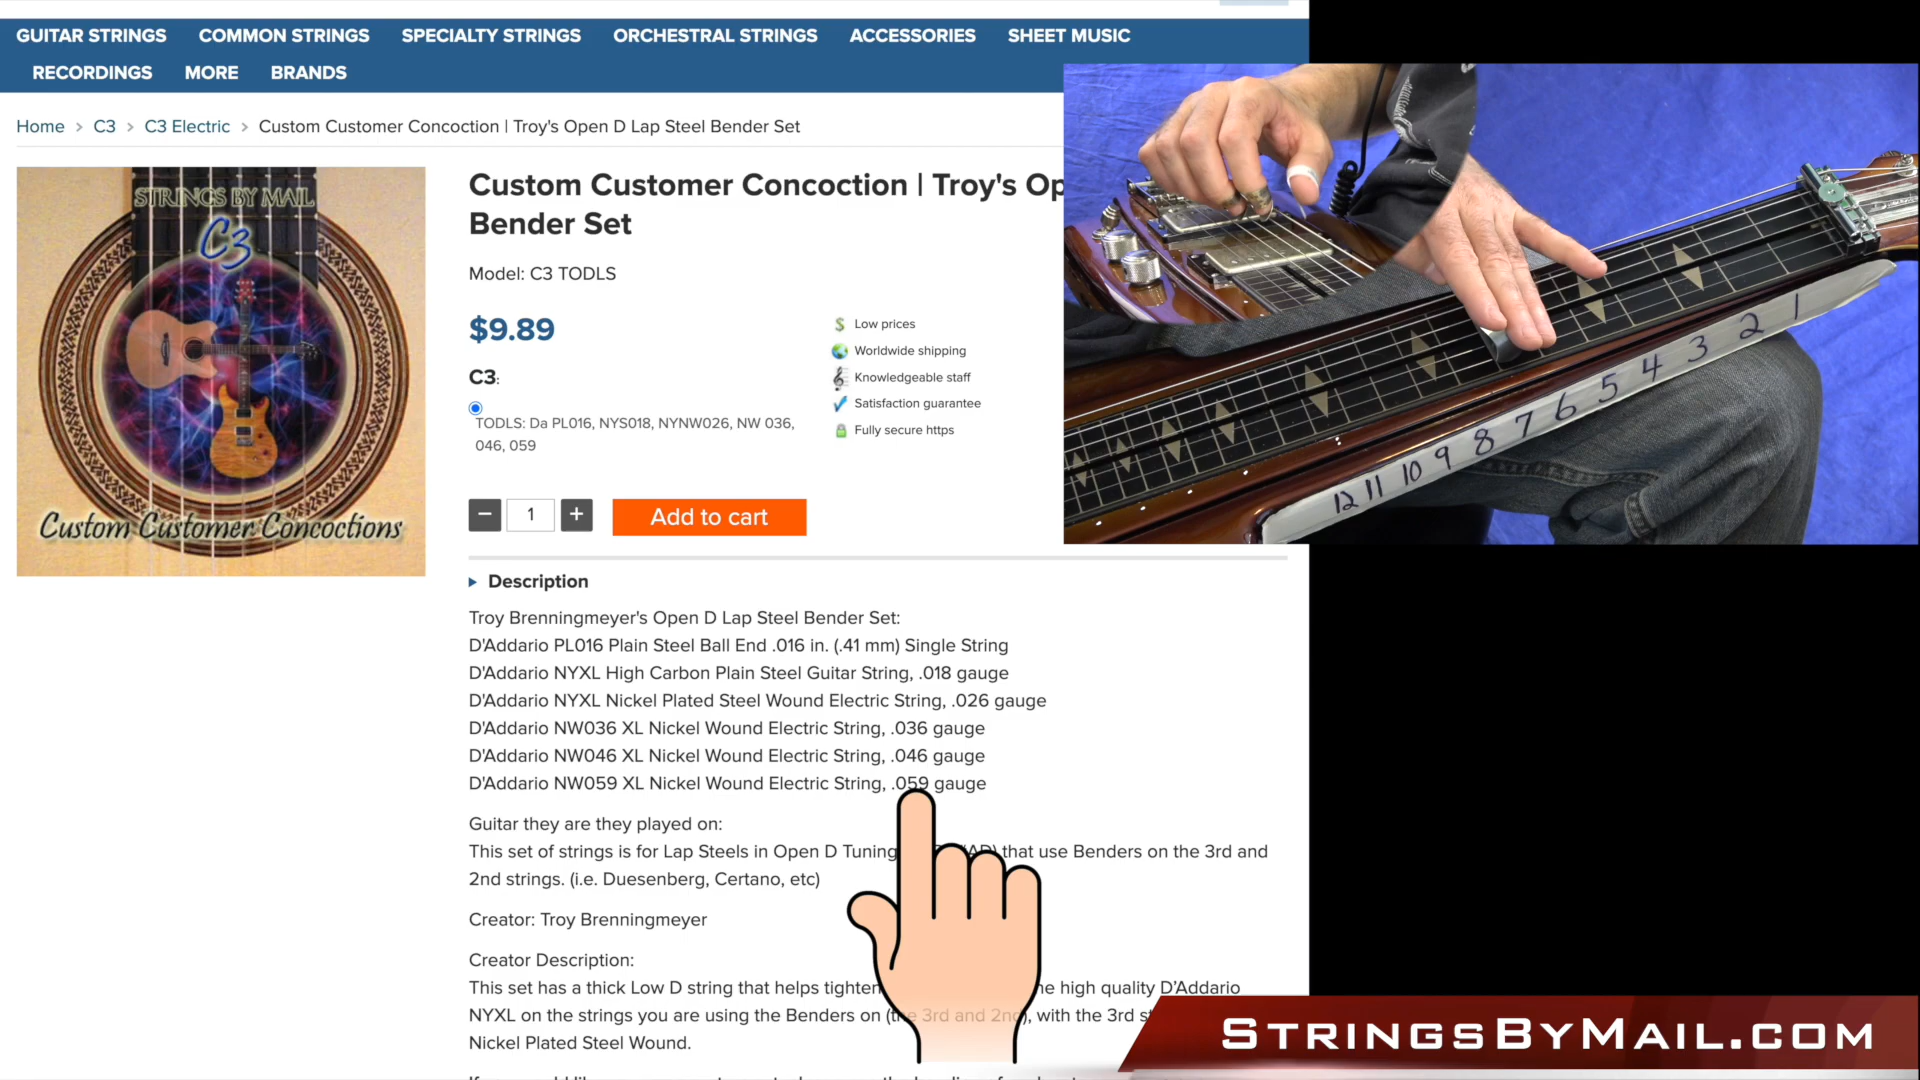 GUITAR STRINGS COMMON STRINGS SPECIALTY STRINGS ORCHESTRAL STRINGS ACCESSORIES SHEET MUSIC
RECORDINGS MORE BRANDS
Home > C3 > C3 Electric > Custom Customer Concoction | Troy's Open D Lap Steel Bender Set
STRINGS BY MAIL
C3
Custom Customer Concoctions
Custom Customer Concoction | Troy's Op
Bender Set
Model: C3 TODLS
$9.89
C3:
TODLS: Da PL016, NYS018, NYNW026, NW 036,
046, 059
$ Low prices
Worldwide shipping
Knowledgeable staff
Satisfaction guarantee
Fully secure https
− 1 + Add to cart
Description
Troy Brenningmeyer's Open D Lap Steel Bender Set:
D'Addario PL016 Plain Steel Ball End .016 in. (.41 mm) Single String
D'Addario NYXL High Carbon Plain Steel Guitar String, .018 gauge
D'Addario NYXL Nickel Plated Steel Wound Electric String, .026 gauge
D'Addario NW036 XL Nickel Wound Electric String, .036 gauge
D'Addario NW046 XL Nickel Wound Electric String, .046 gauge
D'Addario NW059 XL Nickel Wound Electric String, .059 gauge
Guitar they are they played on:
This set of strings is for Lap Steels in Open D Tuning that use Benders on the 3rd and
2nd strings. (i.e. Duesenberg, Certano, etc)
Creator: Troy Brenningmeyer
Creator Description:
This set has a thick Low D string that helps tighten high quality D'Addario
NYXL on the strings you are using the Benders on (the 3rd and 2nd), with the 3rd
Nickel Plated Steel Wound.
12 11 10 9 8 7 6 5 4 3 2 1
STRINGSBYMAIL.COM